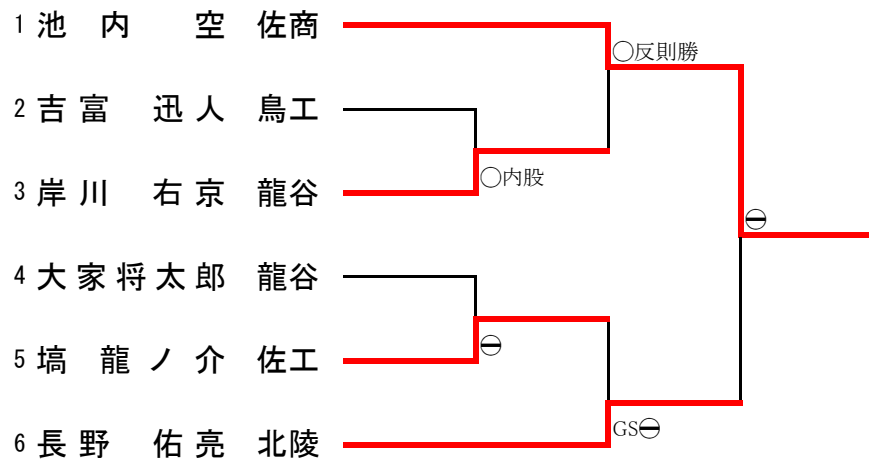 1 池内 空 佐商
○反則勝
2 吉富 迅人 鳥工
3 岸川 右京 龍谷
○内股
4 大家将太郎 龍谷
5 塙 龍ノ介 佐工
GS
6 長野 佑亮 北陵